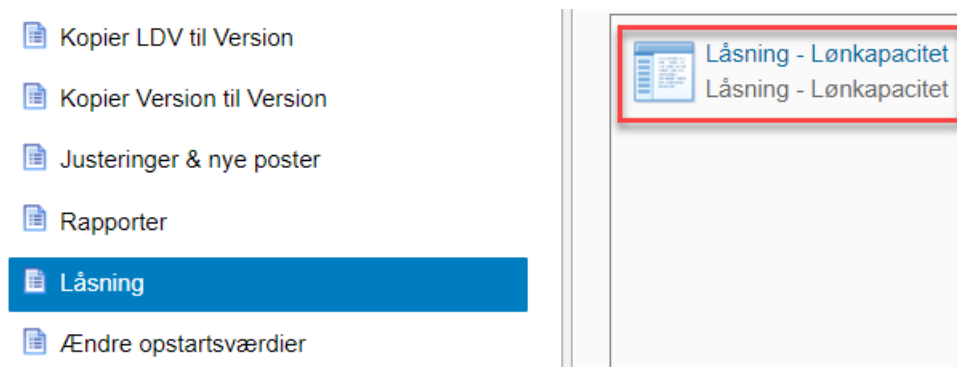 Kopier LDV til Version
Kopier Version til Version
Justeringer & nye poster
Rapporter
Låsning
Ændre opstartsværdier
Låsning - Lønkapacitet
Låsning - Lønkapacitet